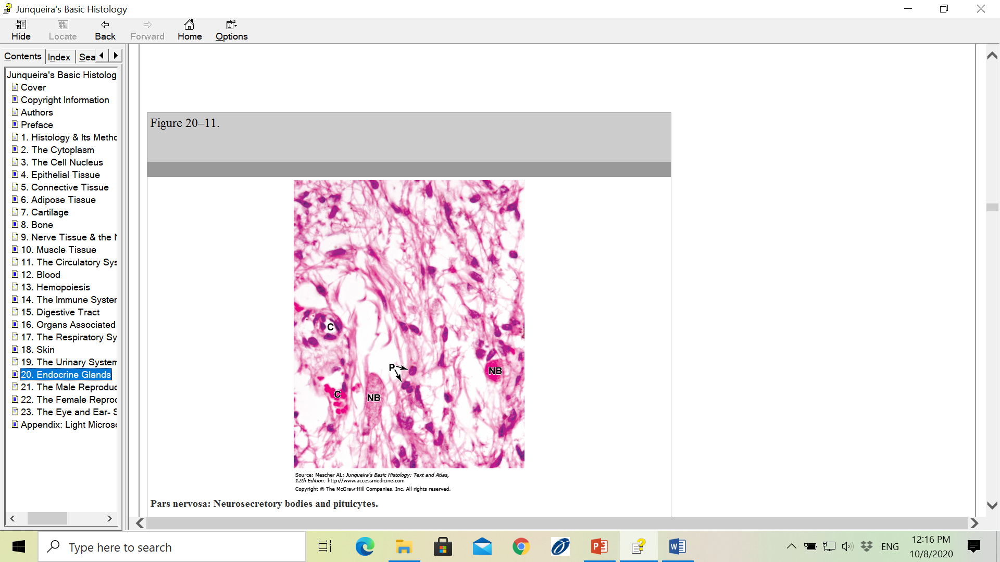 Junqueira's Basic Histology
Hide Locate Back Forward Home Options
Contents Index Sea
Junqueira's Basic Histolog
Cover
Copyright Information
Authors
Preface
1. Histology & Its Metho
2. The Cytoplasm
3. The Cell Nucleus
4. Epithelial Tissue
5. Connective Tissue
6. Adipose Tissue
7. Cartilage
8. Bone
9. Nerve Tissue & the N
10. Muscle Tissue
11. The Circulatory Sys
12. Blood
13. Hemopoiesis
14. The Immune System
15. Digestive Tract
16. Organs Associated
17. The Respiratory Sy
18. Skin
19. The Urinary System
20. Endocrine Glands
21. The Male Reproduc
22. The Female Reproc
23. The Eye and Ear- S
Appendix: Light Microsc
Figure 20–11.
C
P
NB
C
NB
Source: Mescher AL: Junqueira's Basic Histology: Text and Atlas,
12th Edition: http://www.accessmedicine.com
Copyright © The McGraw-Hill Companies, Inc. All rights reserved.
Pars nervosa: Neurosecretory bodies and pituicytes.
Type here to search
ENG
12:16 PM
10/8/2020